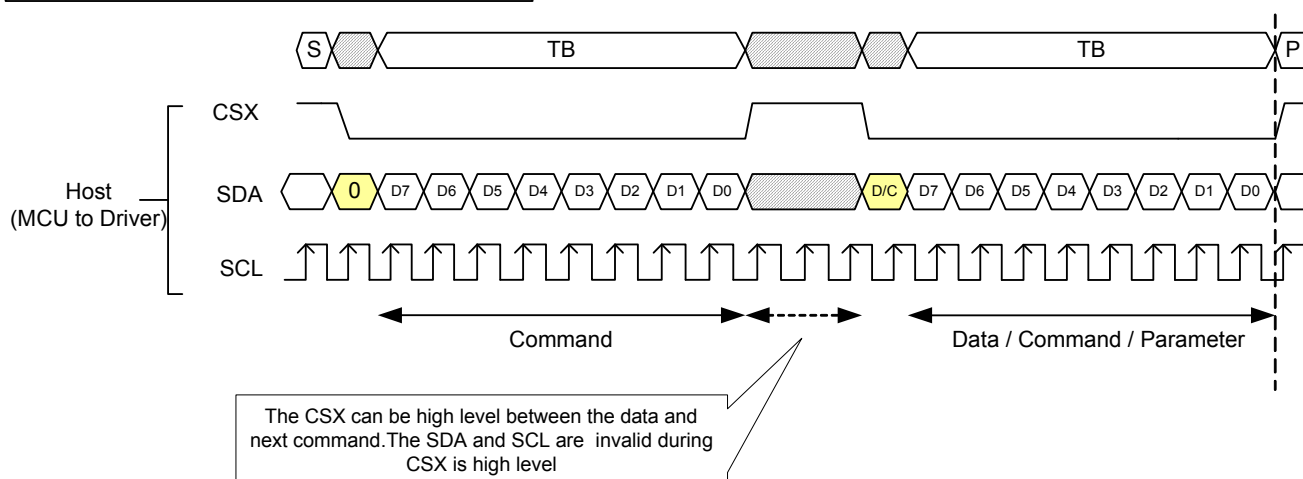 S TB TB P
CSX
Host
(MCU to Driver)
SDA 0 D7 D6 D5 D4 D3 D2 D1 D0 D/C D7 D6 D5 D4 D3 D2 D1 D0
SCL
Command Data / Command / Parameter
The CSX can be high level between the data and
next command.The SDA and SCL are invalid during
CSX is high level